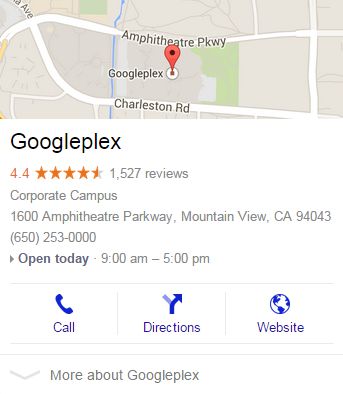 Amphitheatre Pkwy
Googleplex
Charleston Rd
Googleplex
4.4 1,527 reviews
Corporate Campus
1600 Amphitheatre Parkway, Mountain View, CA 94043
(650) 253-0000
Open today · 9:00 am – 5:00 pm
Call Directions Website
More about Googleplex